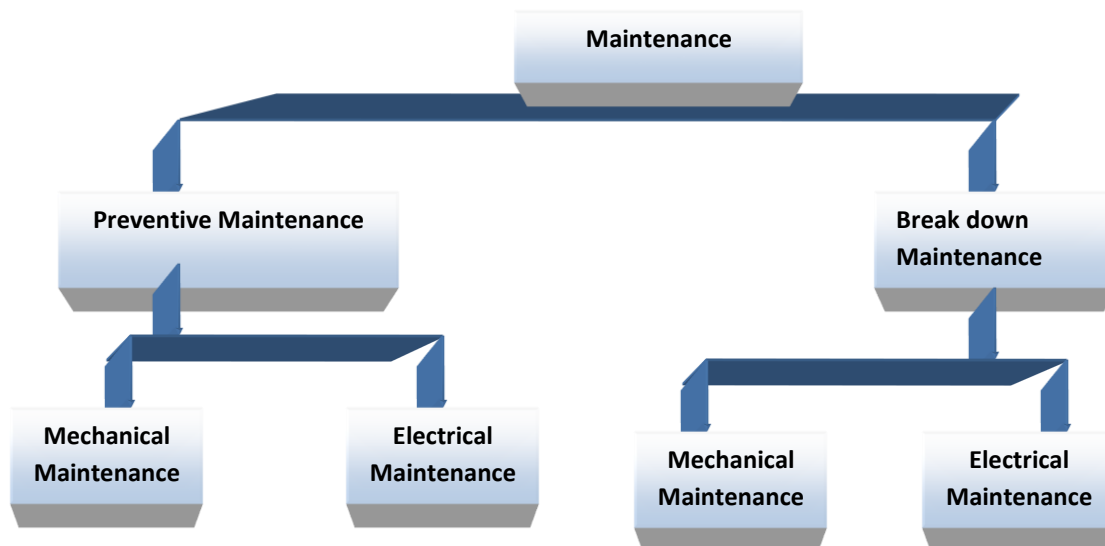 Maintenance
Preventive Maintenance
Break down
Maintenance
Mechanical
Maintenance
Electrical
Maintenance
Mechanical
Maintenance
Electrical
Maintenance